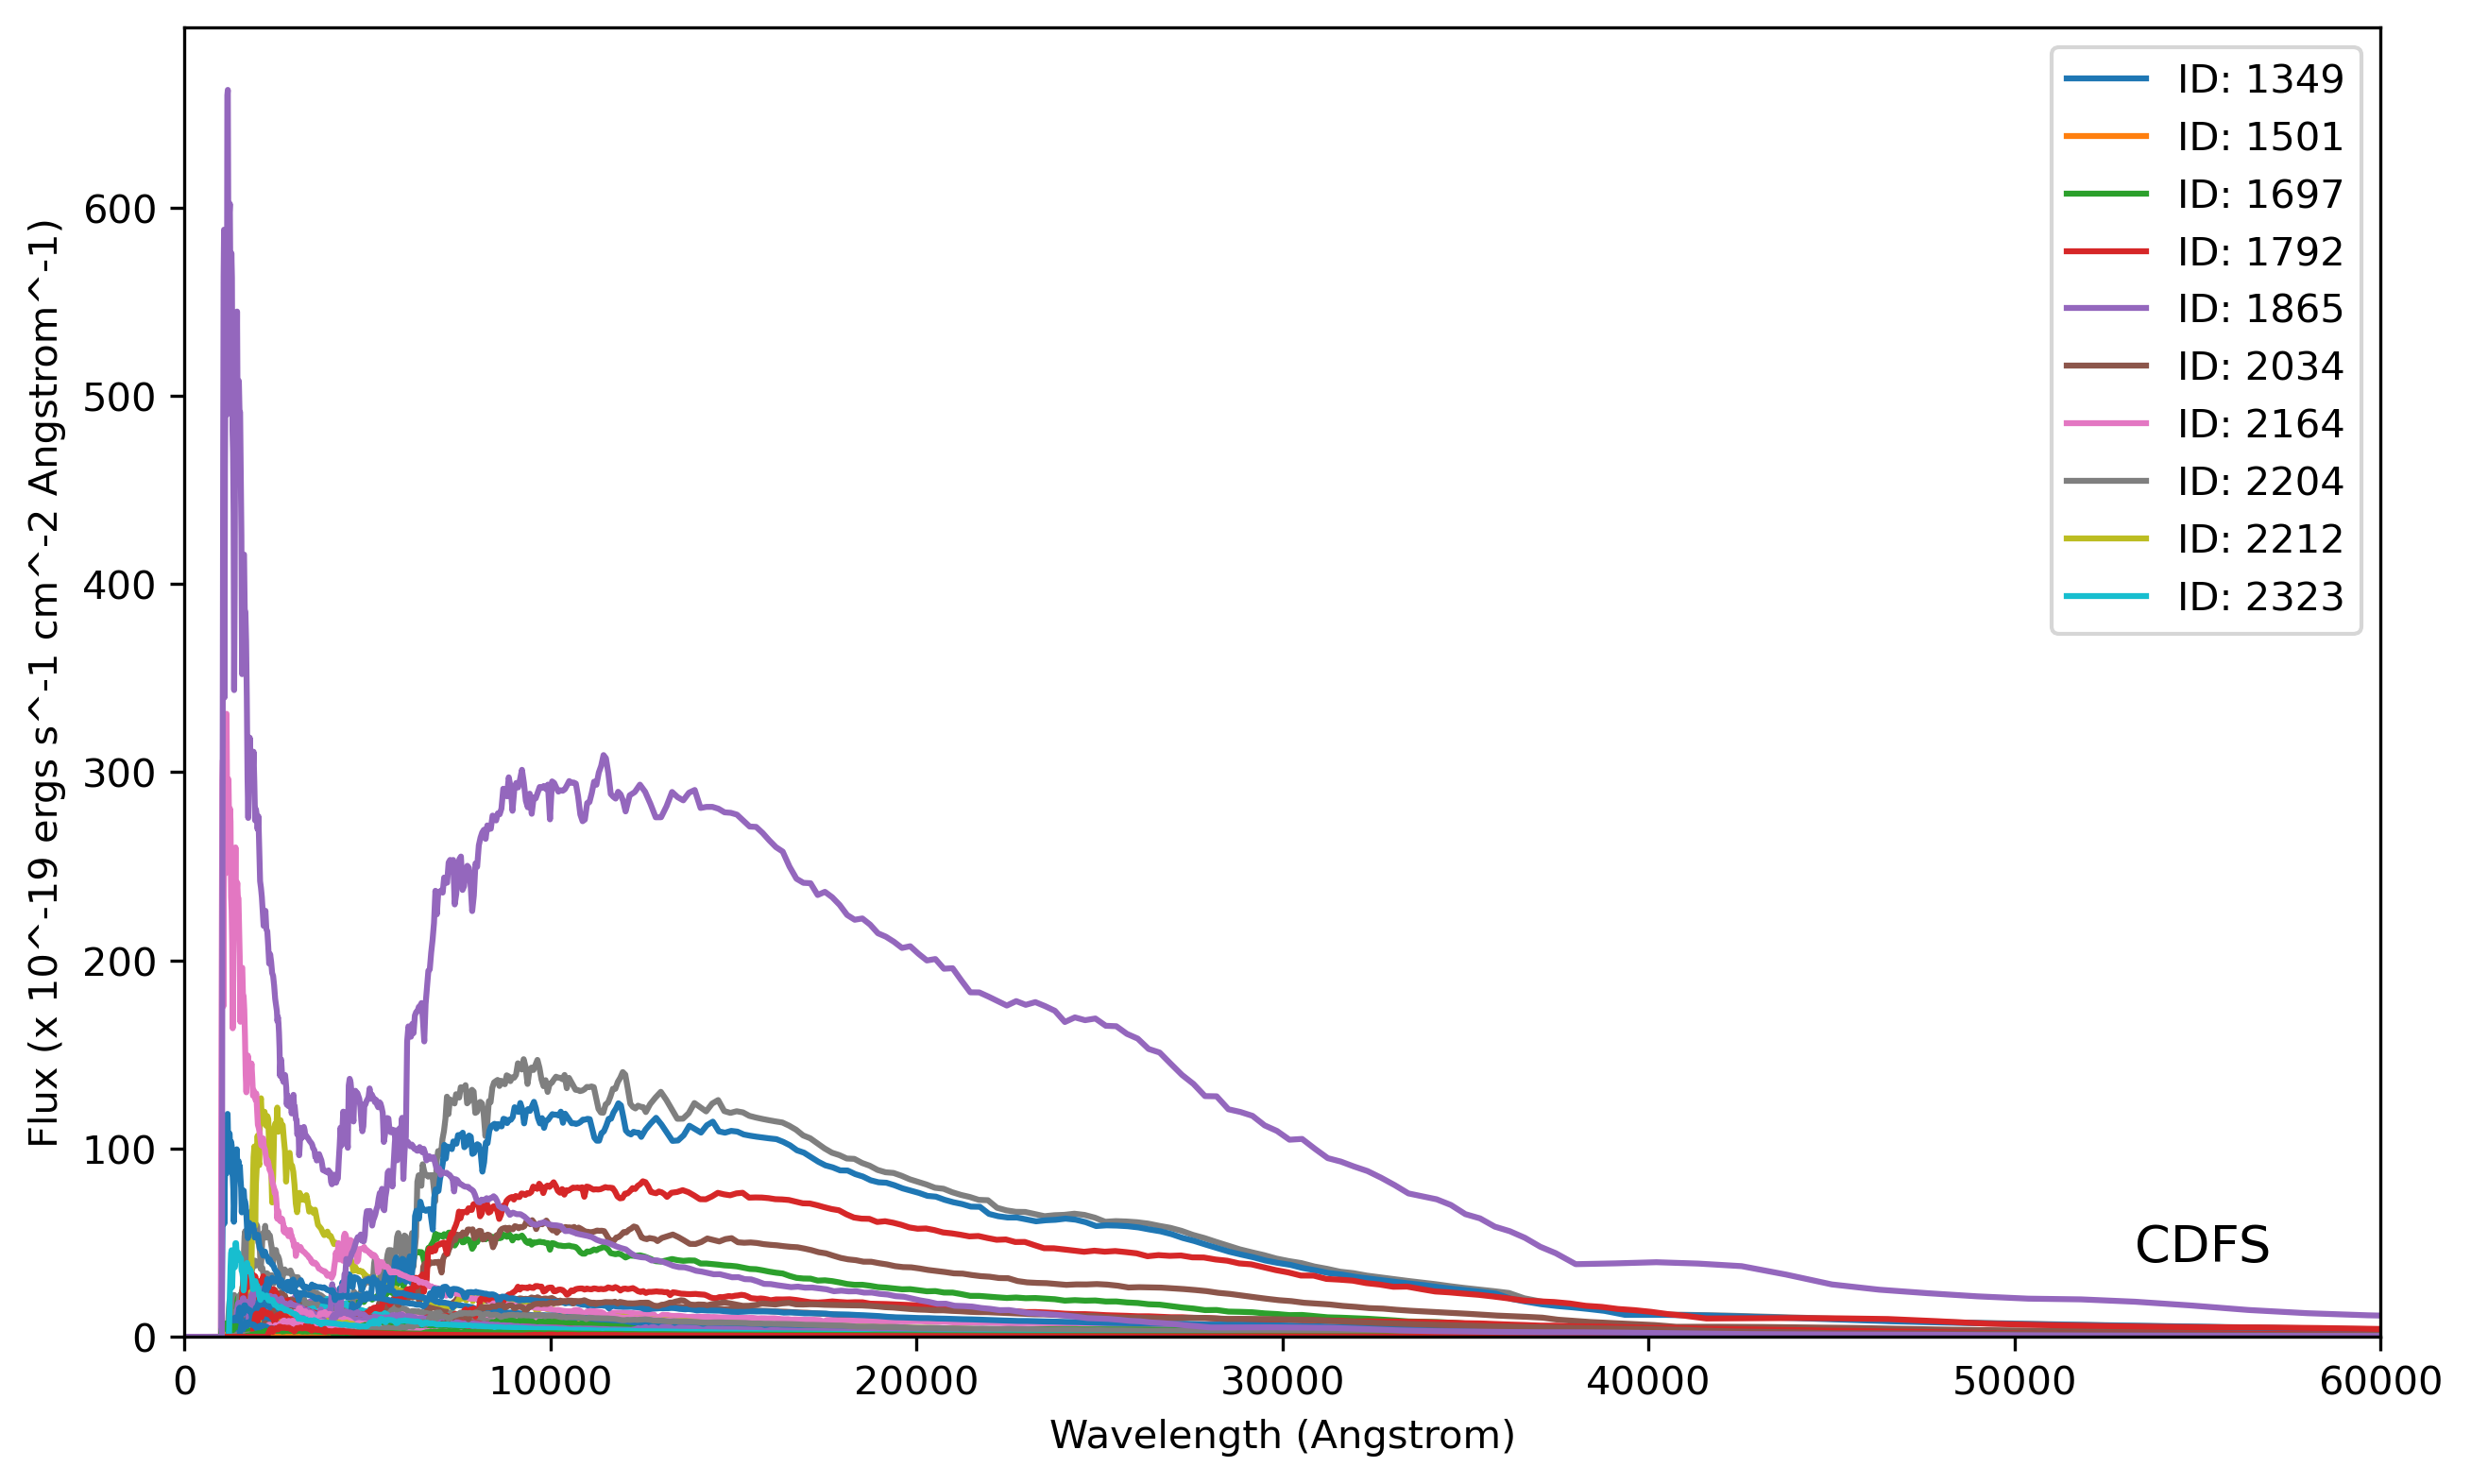 ID: 1349
ID: 1501
ID: 1697
ID: 1792
ID: 1865
ID: 2034
ID: 2164
ID: 2204
ID: 2212
ID: 2323
600
500
400
300
200
100
0
Flux (x 10^-19 ergs s^-1 cm^-2 Angstrom^-1)
CDFS
0 10000 20000 30000 40000 50000 60000
Wavelength (Angstrom)